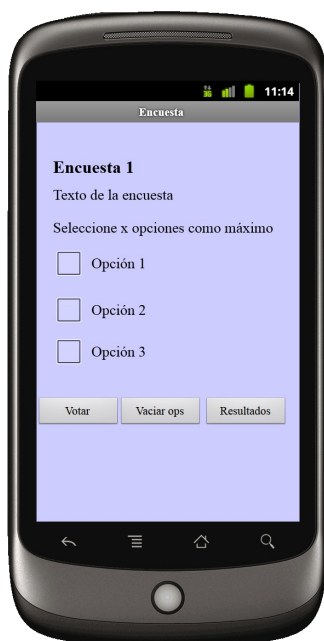 3G 11:14
Encuesta
Encuesta 1
Texto de la encuesta
Seleccione x opciones como máximo
Opción 1
Opción 2
Opción 3
Votar Vaciar ops Resultados